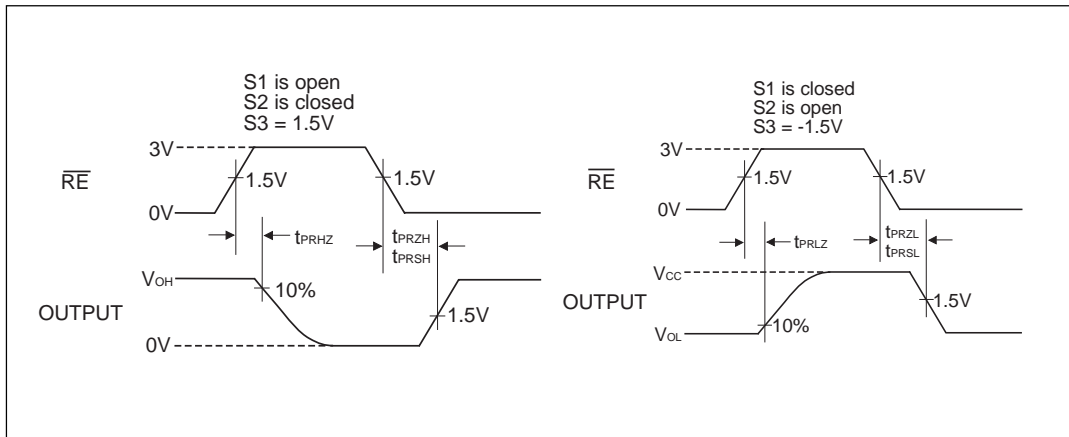 S1 is open
S2 is closed
S3 = 1.5V
3V
RE
1.5V
1.5V
0V
tPRHZ
tPRZH
tPRSH
VOH
10%
OUTPUT
1.5V
0V
S1 is closed
S2 is open
S3 = -1.5V
3V
RE
1.5V
1.5V
0V
tPRLZ
tPRZL
tPRSL
VCC
OUTPUT
1.5V
10%
VOL